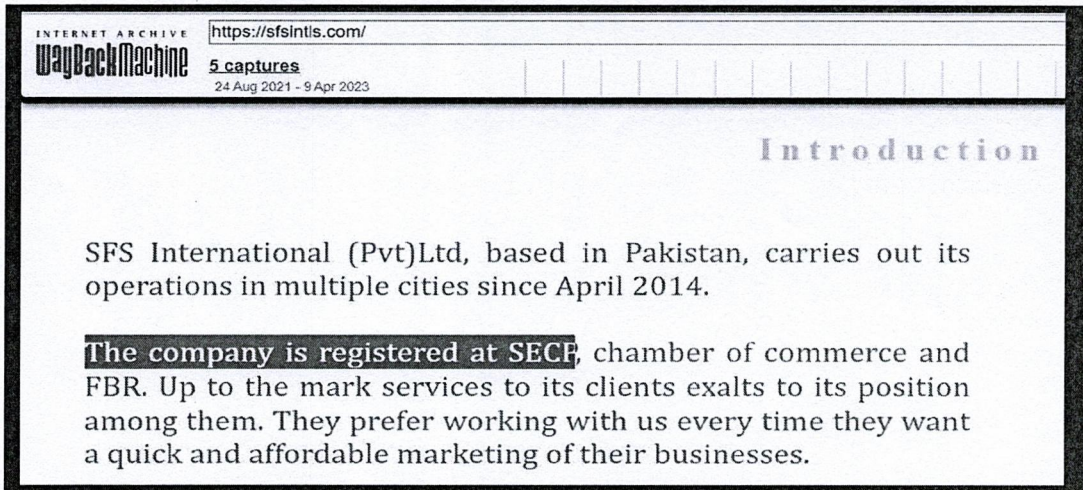 INTERNET ARCHIVE
https://sfsintls.com/
WayBackMachine
5 captures
24 Aug 2021 - 9 Apr 2023
Introduction
SFS International (Pvt)Ltd, based in Pakistan, carries out its
operations in multiple cities since April 2014.
The company is registered at SECP, chamber of commerce and
FBR. Up to the mark services to its clients exalts to its position
among them. They prefer working with us every time they want
a quick and affordable marketing of their businesses.